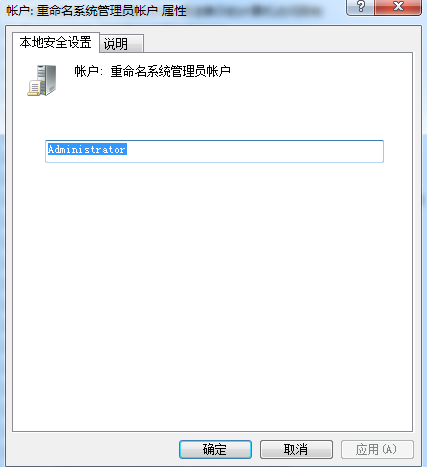 帐户: 重命名系统管理员帐户 属性
本地安全设置 说明
帐户: 重命名系统管理员帐户
Administrator
确定 取消 应用(A)